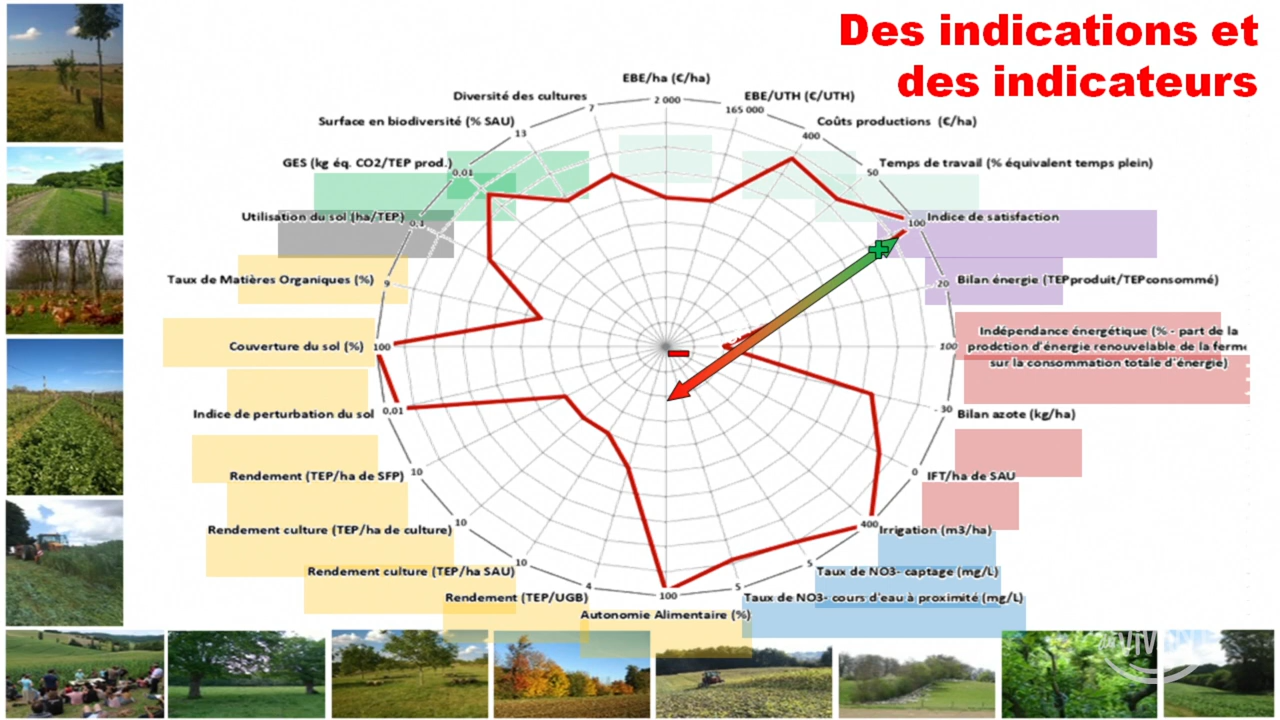 Des indications et
des indicateurs
EBE/ha (€/ha)
2 000
EBE/UTH (€/UTH)
165 000
Coûts productions (€/ha)
400
Temps de travail (% équivalent temps plein)
50
Indice de satisfaction
100
Bilan énergie (TEPproduit/TEPconsommé)
20
Indépendance énergétique (% - part de la
prodction d'énergie renouvelable de la ferme
sur la consommation totale d'énergie)
100
Bilan azote (kg/ha)
- 30
IFT/ha de SAU
0
Irrigation (m3/ha)
400
Taux de NO3- captage (mg/L)
5
Taux de NO3- cours d'eau à proximité (mg/L)
5
Autonomie Alimentaire (%)
100
Rendement (TEP/UGB)
4
Rendement culture (TEP/ha SAU)
10
Rendement culture (TEP/ha de culture)
10
Rendement (TEP/ha de SFP)
10
Indice de perturbation du sol
0,01
Couverture du sol (%)
100
Taux de Matières Organiques (%)
9
Utilisation du sol (ha/TEP)
0,1
GES (kg éq. CO2/TEP prod.)
0,01
Surface en biodiversité (% SAU)
13
Diversité des cultures
7